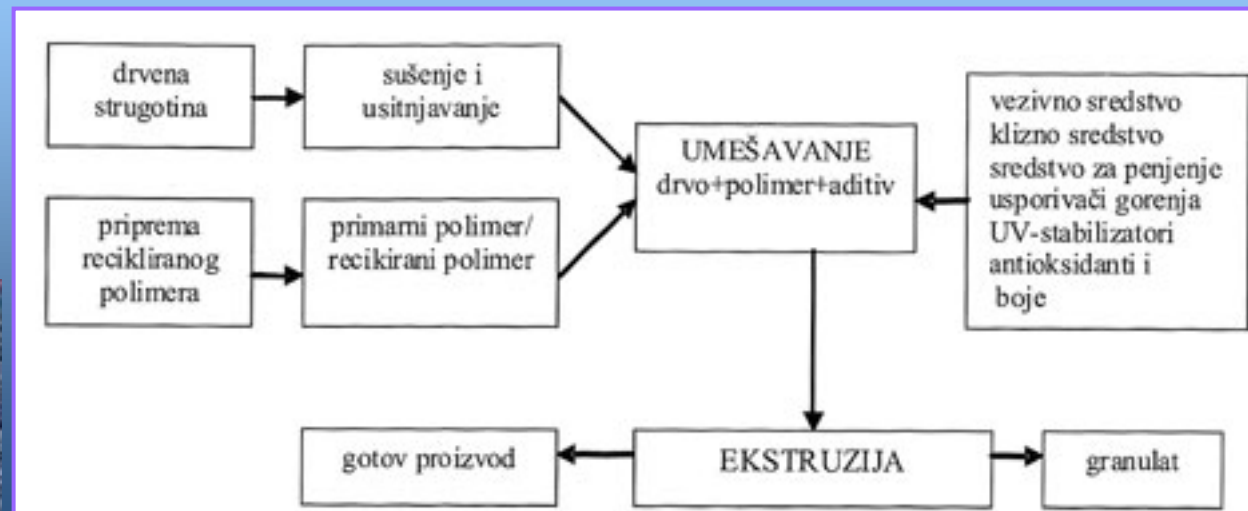 drvena
strugotina
sušenje i
usitnjavanje
UMEŠAVANJE
drvo+polimer+aditiv
vezivno sredstvo
klizno sredstvo
sredstvo za penjenje
usporivači gorenja
UV-stabilizatori
antioksidanti i
boje
priprema
recikliranog
polimera
primarni polimer/
recikirani polimer
gotov proizvod
EKSTRUZIJA
granulat